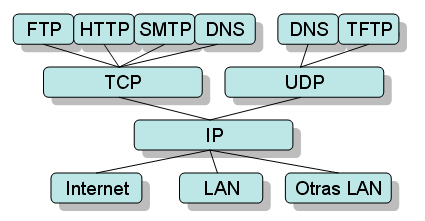 FTP HTTP SMTP DNS DNS TFTP
TCP UDP
IP
Internet LAN Otras LAN